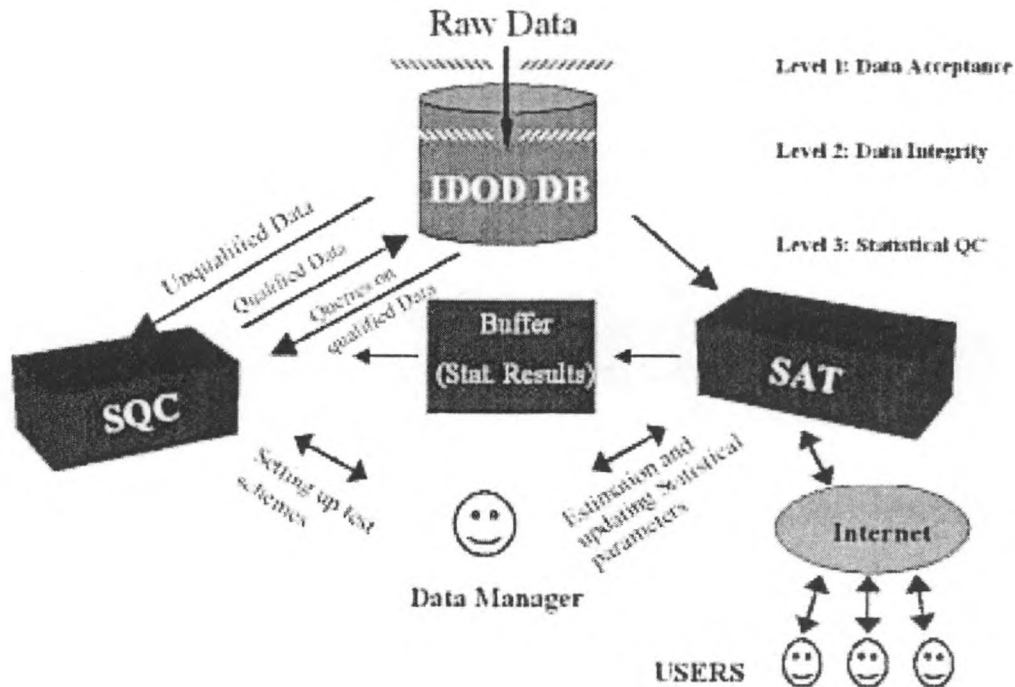 Raw Data
Level 1: Data Acceptance
Level 2: Data Integrity
IDOD DB
Level 3: Statistical QC
Unqualified Data
Qualified Data
Queries on
qualified Data
Buffer
(Stat. Results)
SQC
SAT
Setting up test
schemes
Estimation and
updating Statistical
parameters
Internet
Data Manager
USERS